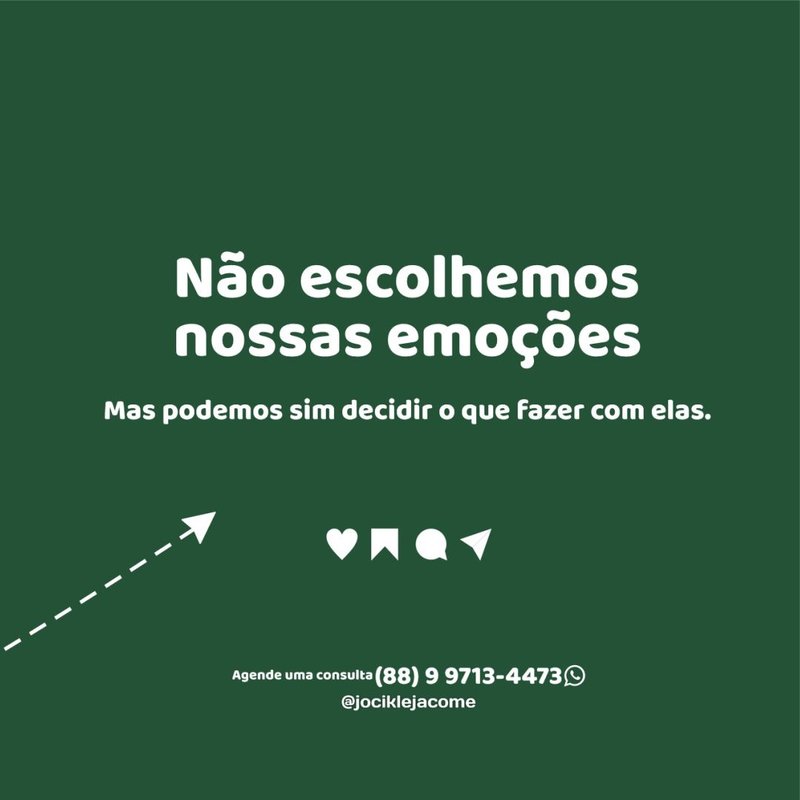 Não escolhemos
nossas emoções
Mas podemos sim decidir o que fazer com elas.
Agende uma consulta (88) 9 9713-4473
@jociklejacome